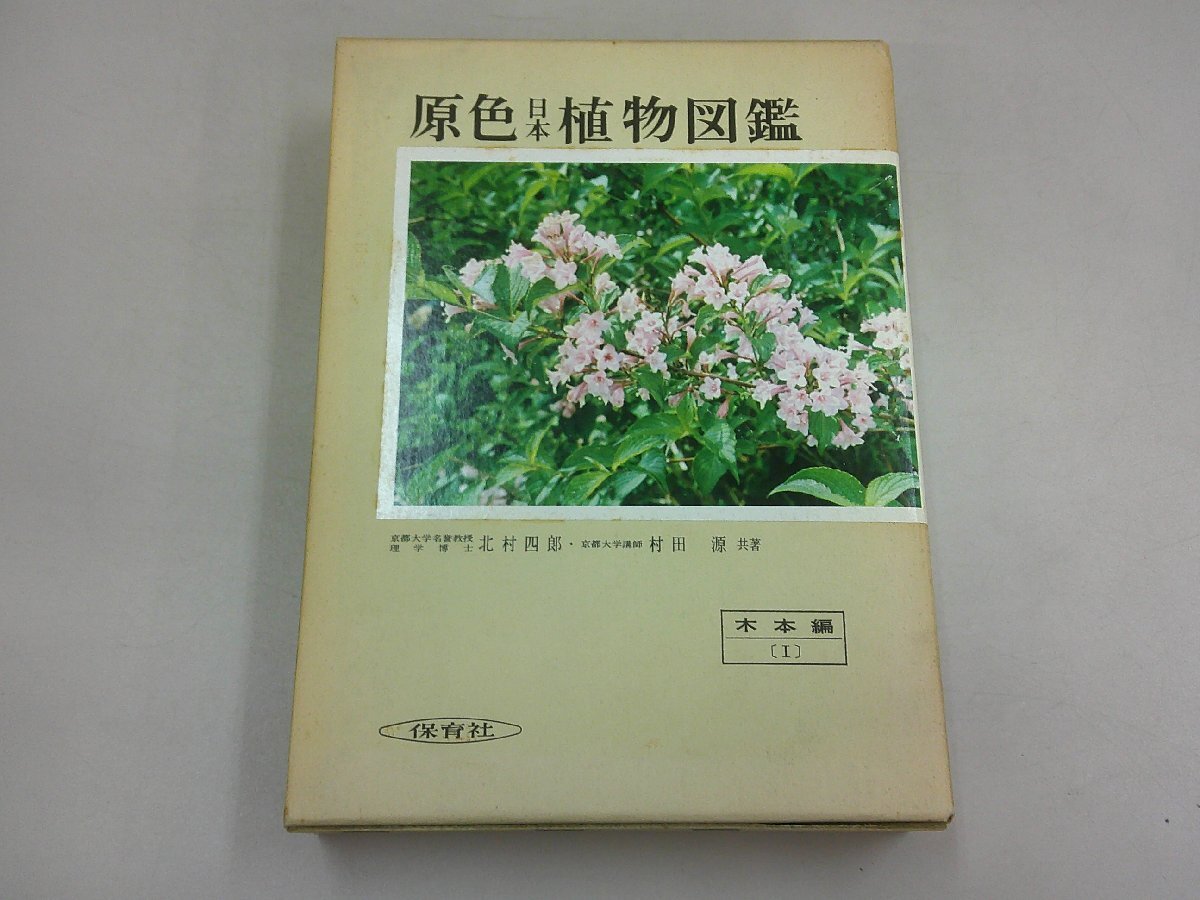 原色日本植物図鑑
京都大学名誉教授 理学博士 北村四郎・京都大学講師 村田 源 共著
木本編
〔I〕
保育社